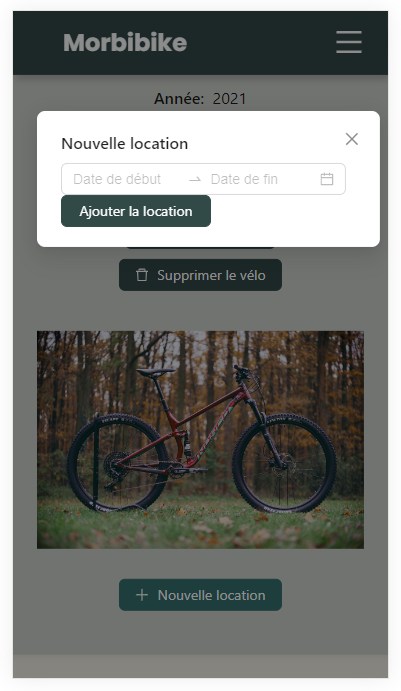 Morbibike
Année: 2021
Nouvelle location
Date de début
Date de fin
Ajouter la location
Supprimer le vélo
Nouvelle location